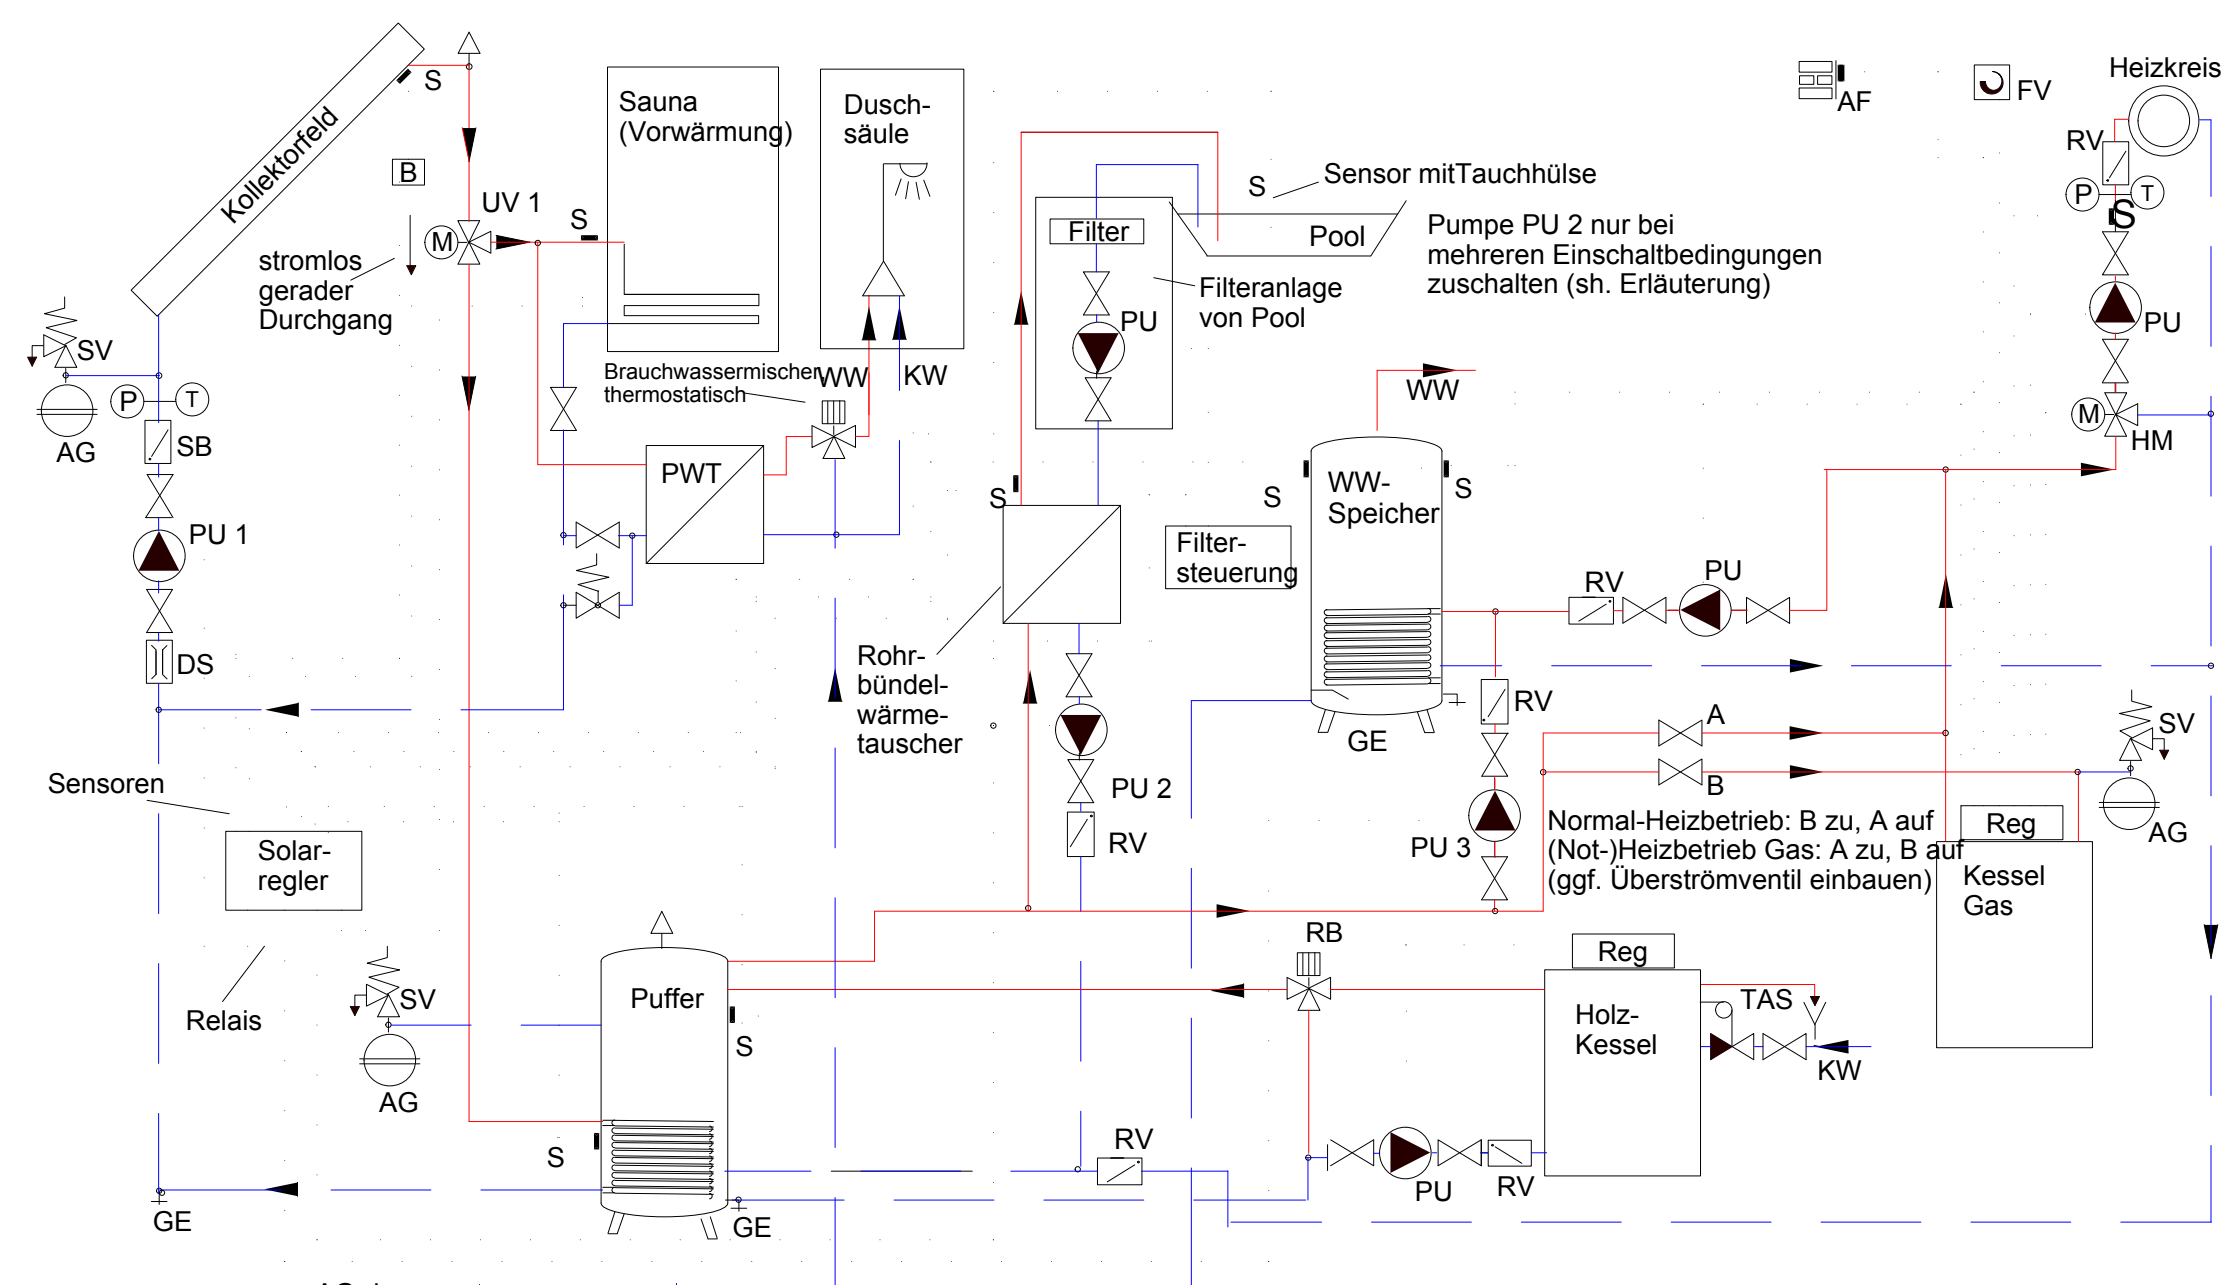 Kollektorfeld
S
B
UV 1
M
S
stromlos
gerader
Durchgang
SV
P
T
AG
SB
PU 1
DS
Sensoren
Solar-
regler
Relais
GE
Sauna
(Vorwärmung)
Dusch-
säule
Brauchwassermischer
thermostatisch
WW
KW
PWT
Filter
PU
S
Sensor mitTauchhülse
Pool
Filteranlage
von Pool
Pumpe PU 2 nur bei
mehreren Einschaltbedingungen
zuschalten (sh. Erläuterung)
AF
FV
Heizkreis
RV
P
T
S
PU
M
HM
WW
S
WW-
Speicher
S
S
Filter-
steuerung
Rohr-
bündel-
wärme-
tauscher
PU 2
RV
GE
RV
PU
RV
PU 3
A
B
SV
AG
Normal-Heizbetrieb: B zu, A auf
(Not-)Heizbetrieb Gas: A zu, B auf
(ggf. Überströmventil einbauen)
Reg
Kessel
Gas
SV
AG
Puffer
S
S
GE
RB
Reg
Holz-
Kessel
TAS
KW
RV
PU
RV